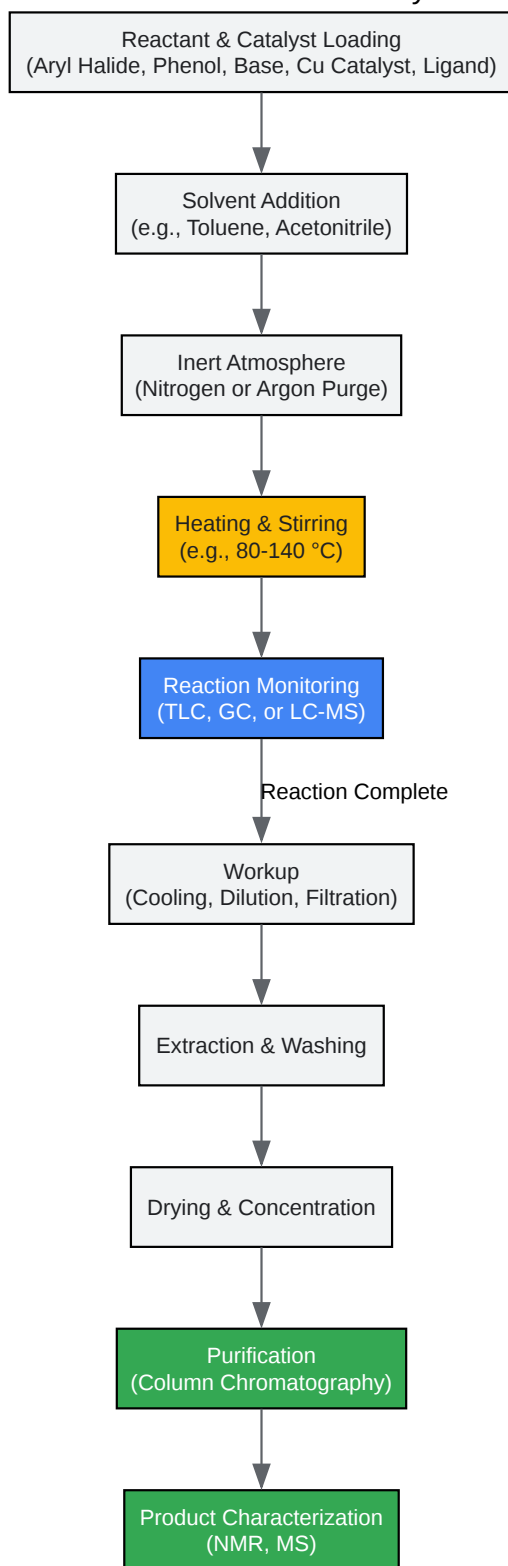 Reactant & Catalyst Loading
(Aryl Halide, Phenol, Base, Cu Catalyst, Ligand)
Solvent Addition
(e.g., Toluene, Acetonitrile)
Inert Atmosphere
(Nitrogen or Argon Purge)
Heating & Stirring
(e.g., 80-140 °C)
Reaction Monitoring
(TLC, GC, or LC-MS)
Reaction Complete
Workup
(Cooling, Dilution, Filtration)
Extraction & Washing
Drying & Concentration
Purification
(Column Chromatography)
Product Characterization
(NMR, MS)